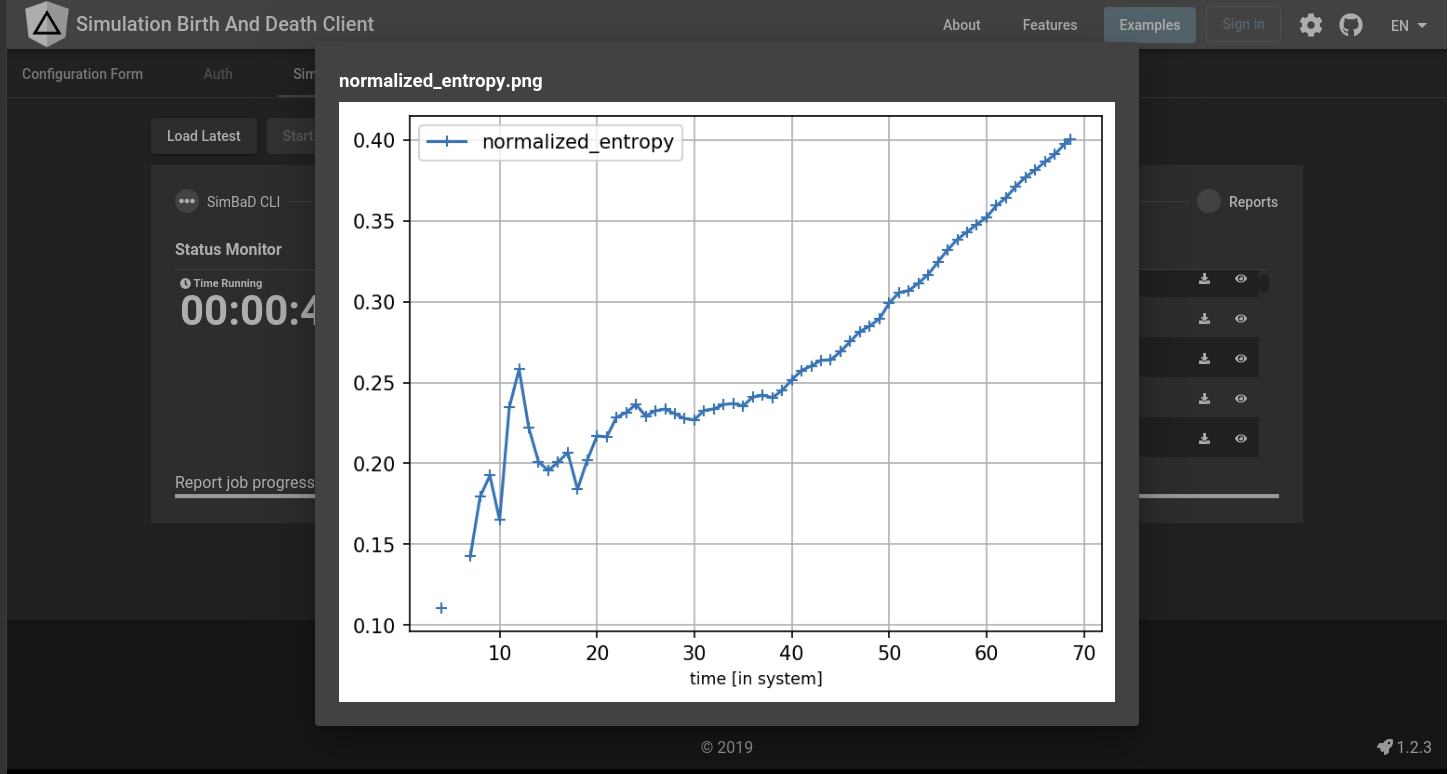 Simulation Birth And Death Client
About
Features
Examples
Sign in
EN
Configuration Form
Auth
Sim
Load Latest
Start
SimBaD CLI
Reports
Status Monitor
Time Running
00:00:4
Report job progress
normalized_entropy.png
normalized_entropy
0.40
0.35
0.30
0.25
0.20
0.15
0.10
10 20 30 40 50 60 70
time [in system]
© 2019
1.2.3